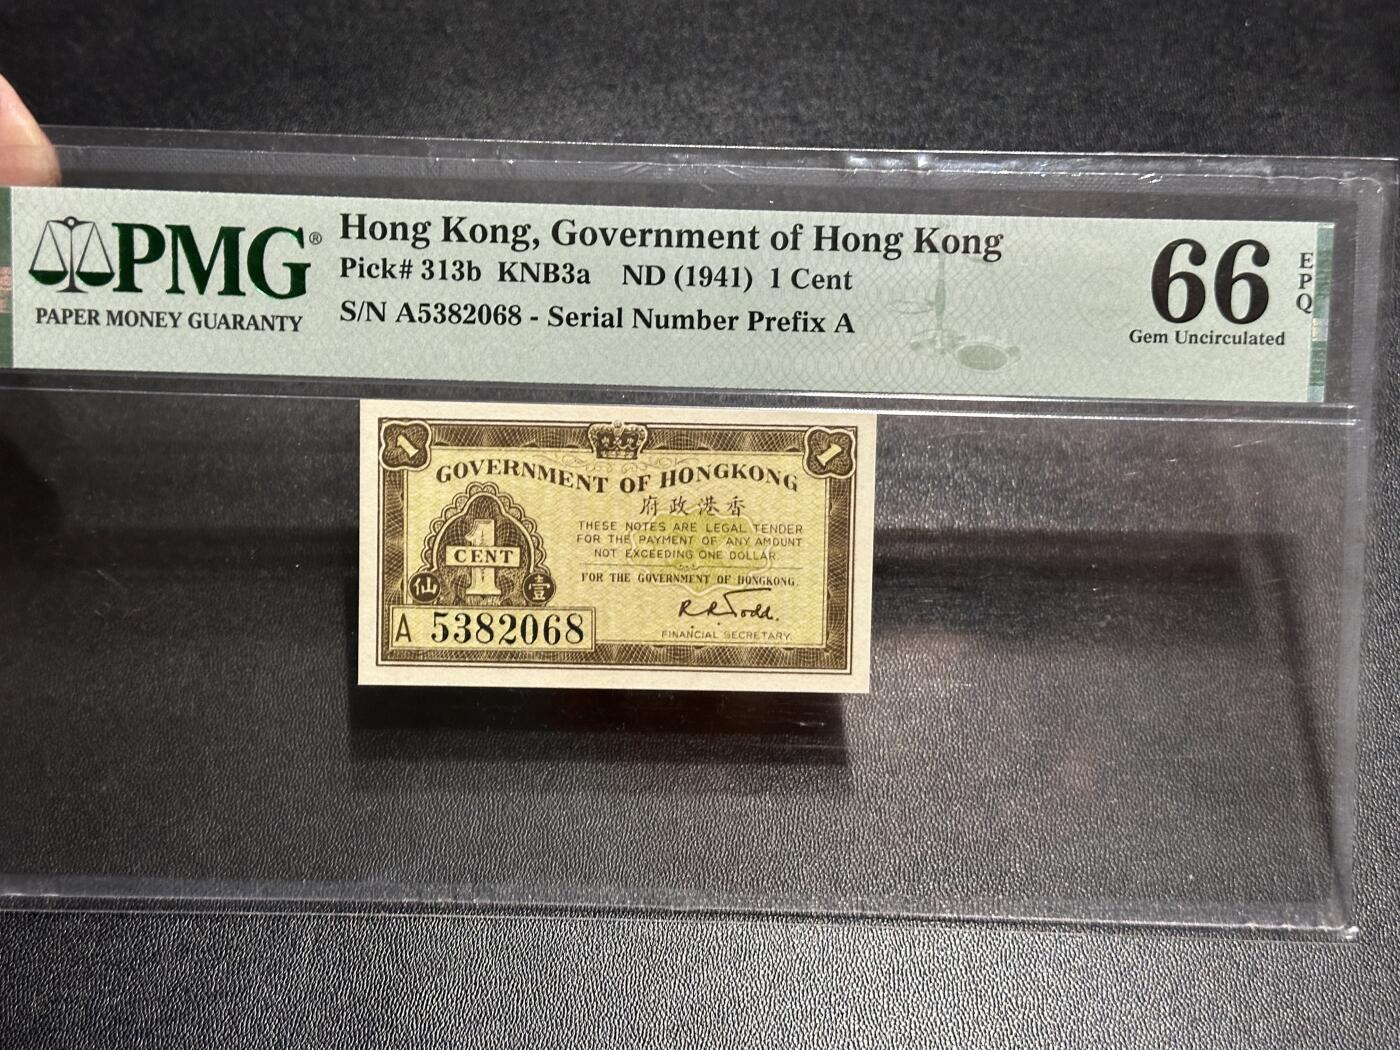 PMG®
PAPER MONEY GUARANTY
Hong Kong, Government of Hong Kong
Pick# 313b KNB3a ND (1941) 1 Cent
S/N A5382068 - Serial Number Prefix A
66
EPQ
Gem Uncirculated
1
1
GOVERNMENT OF HONGKONG
府政港香
THESE NOTES ARE LEGAL TENDER
FOR THE PAYMENT OF ANY AMOUNT
NOT EXCEEDING ONE DOLLAR.
1
CENT
仙
壹
FOR THE GOVERNMENT OF HONGKONG.
R.R. Todd.
FINANCIAL SECRETARY.
A 5382068